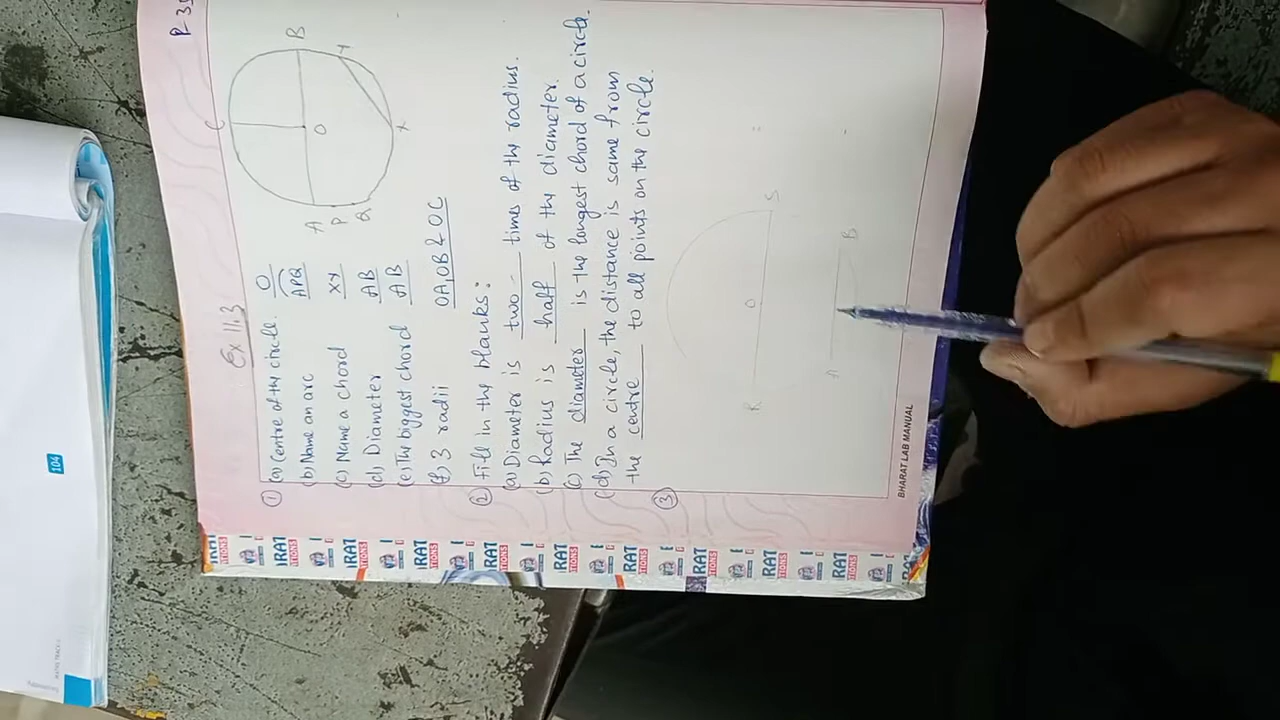 Ex 11.3
① (a) Centre of the circle. O
(b) Name an arc APQ
(c) Name a chord XY
(d) Diameter AB
(e) The biggest chord AB
(f) 3 radii OA, OB & OC
C
B
Y
O
X
A
P
Q
② Fill in the blanks:
(a) Diameter is two times of the radius.
(b) Radius is half of the diameter.
(c) The diameter is the longest chord of a circle.
(d) In a circle, the distance is same from
the centre to all points on the circle.
③
R O S
A B
BHARAT LAB MANUAL
104